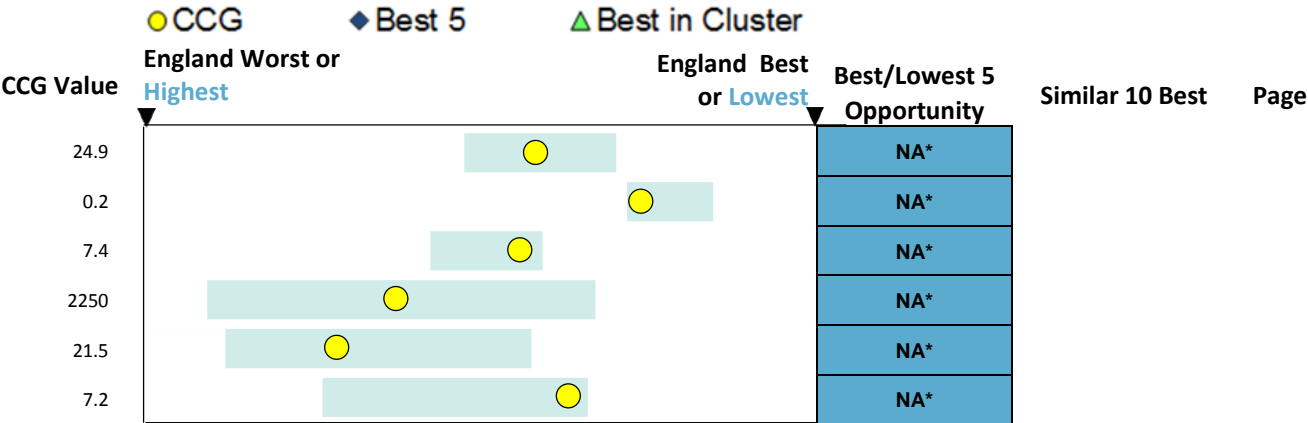 CCG Best 5 Best in Cluster
CCG Value
England Worst or
Highest
England Best
or Lowest
Best/Lowest 5
Opportunity
Similar 10 Best
Page
24.9 NA*
0.2 NA*
7.4 NA*
2250 NA*
21.5 NA*
7.2 NA*